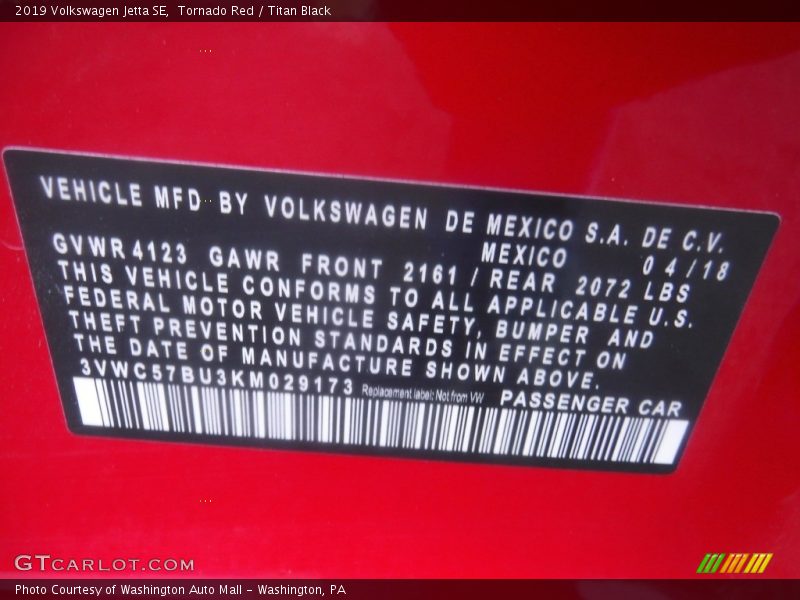 2019 Volkswagen Jetta SE, Tornado Red / Titan Black
VEHICLE MFD BY VOLKSWAGEN DE MEXICO S.A. DE C.V.
MEXICO 04/18
GVWR 4123 GAWR FRONT 2161 / REAR 2072 LBS
THIS VEHICLE CONFORMS TO ALL APPLICABLE U.S.
FEDERAL MOTOR VEHICLE SAFETY, BUMPER AND
THEFT PREVENTION STANDARDS IN EFFECT ON
THE DATE OF MANUFACTURE SHOWN ABOVE.
3VWC57BU3KM029173 Replacement label: Not from VW PASSENGER CAR
GTCARLOT.COM
Photo Courtesy of Washington Auto Mall - Washington, PA